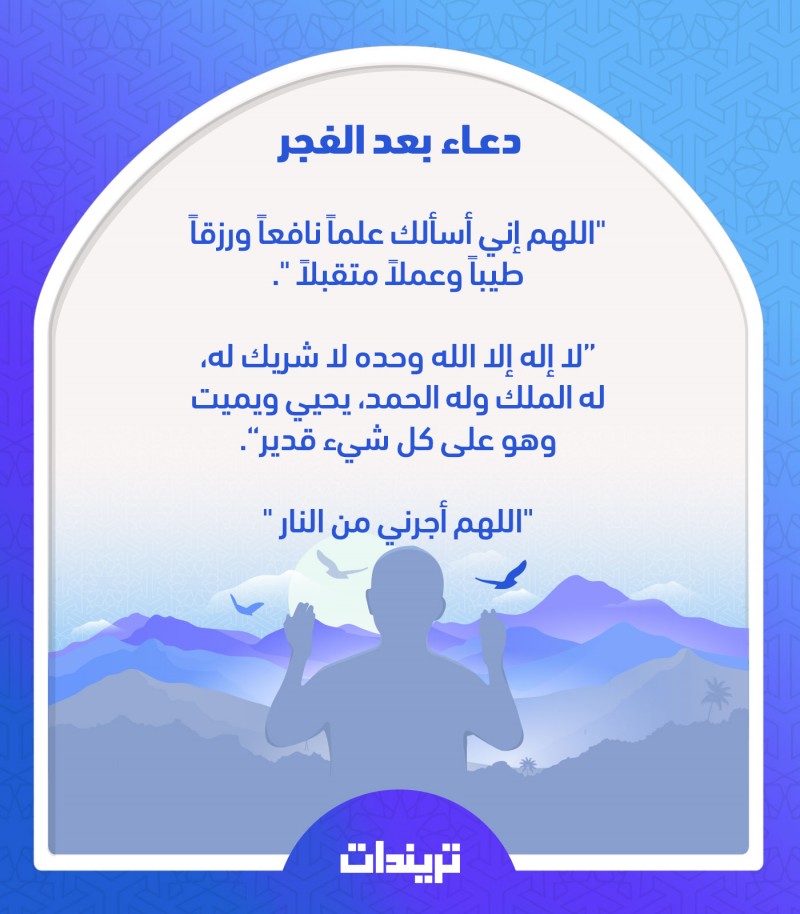 دعاء بعد الفجر
"اللهم إني أسألك علماً نافعاً ورزقاً
طيباً وعملاً متقبلاً ".
”لا إله إلا الله وحده لا شريك له،
له الملك وله الحمد، يحيي ويميت
وهو على كل شيء قدير“.
"اللهم أجرني من النار "
تريندات